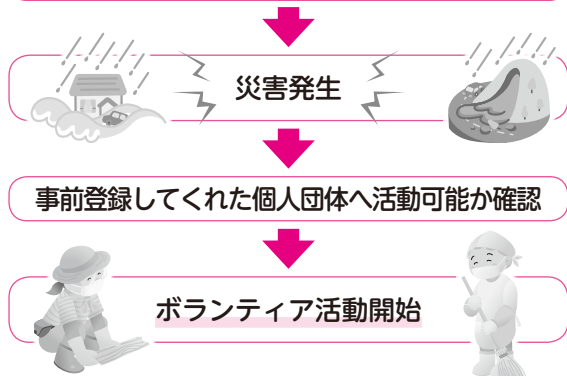 災害発生
事前登録してくれた個人団体へ活動可能か確認
ボランティア活動開始